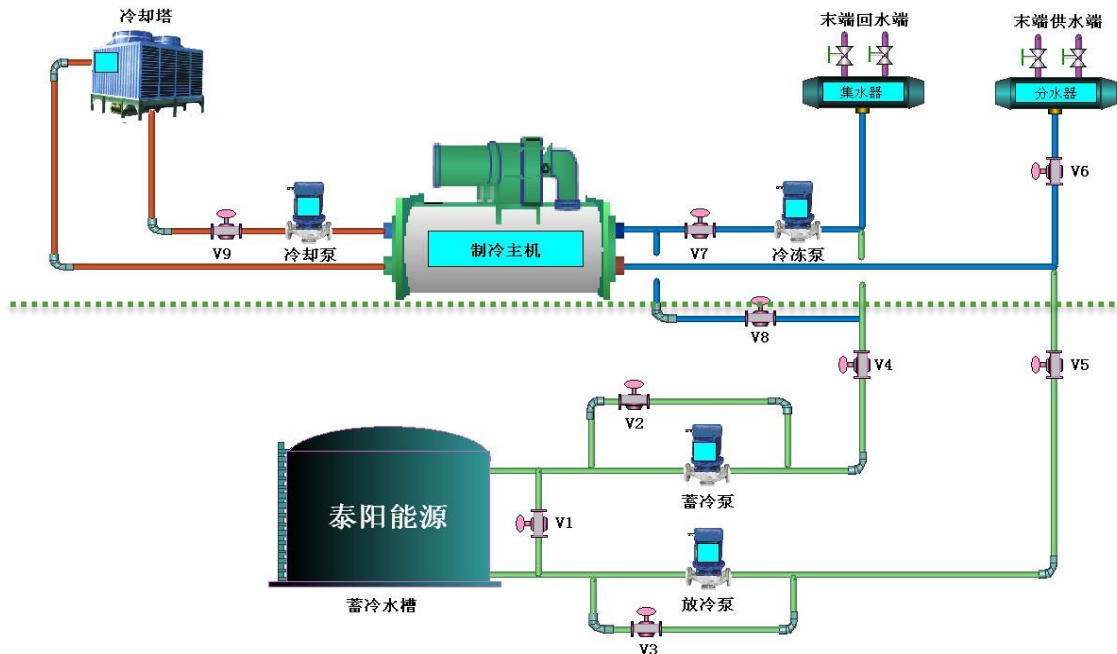 冷却塔
末端回水端
末端供水端
集水器
分水器
V6
制冷主机
V9
冷却泵
V7
冷冻泵
V8
V4
V5
V2
泰阳能源
蓄冷泵
V1
蓄冷水槽
放冷泵
V3